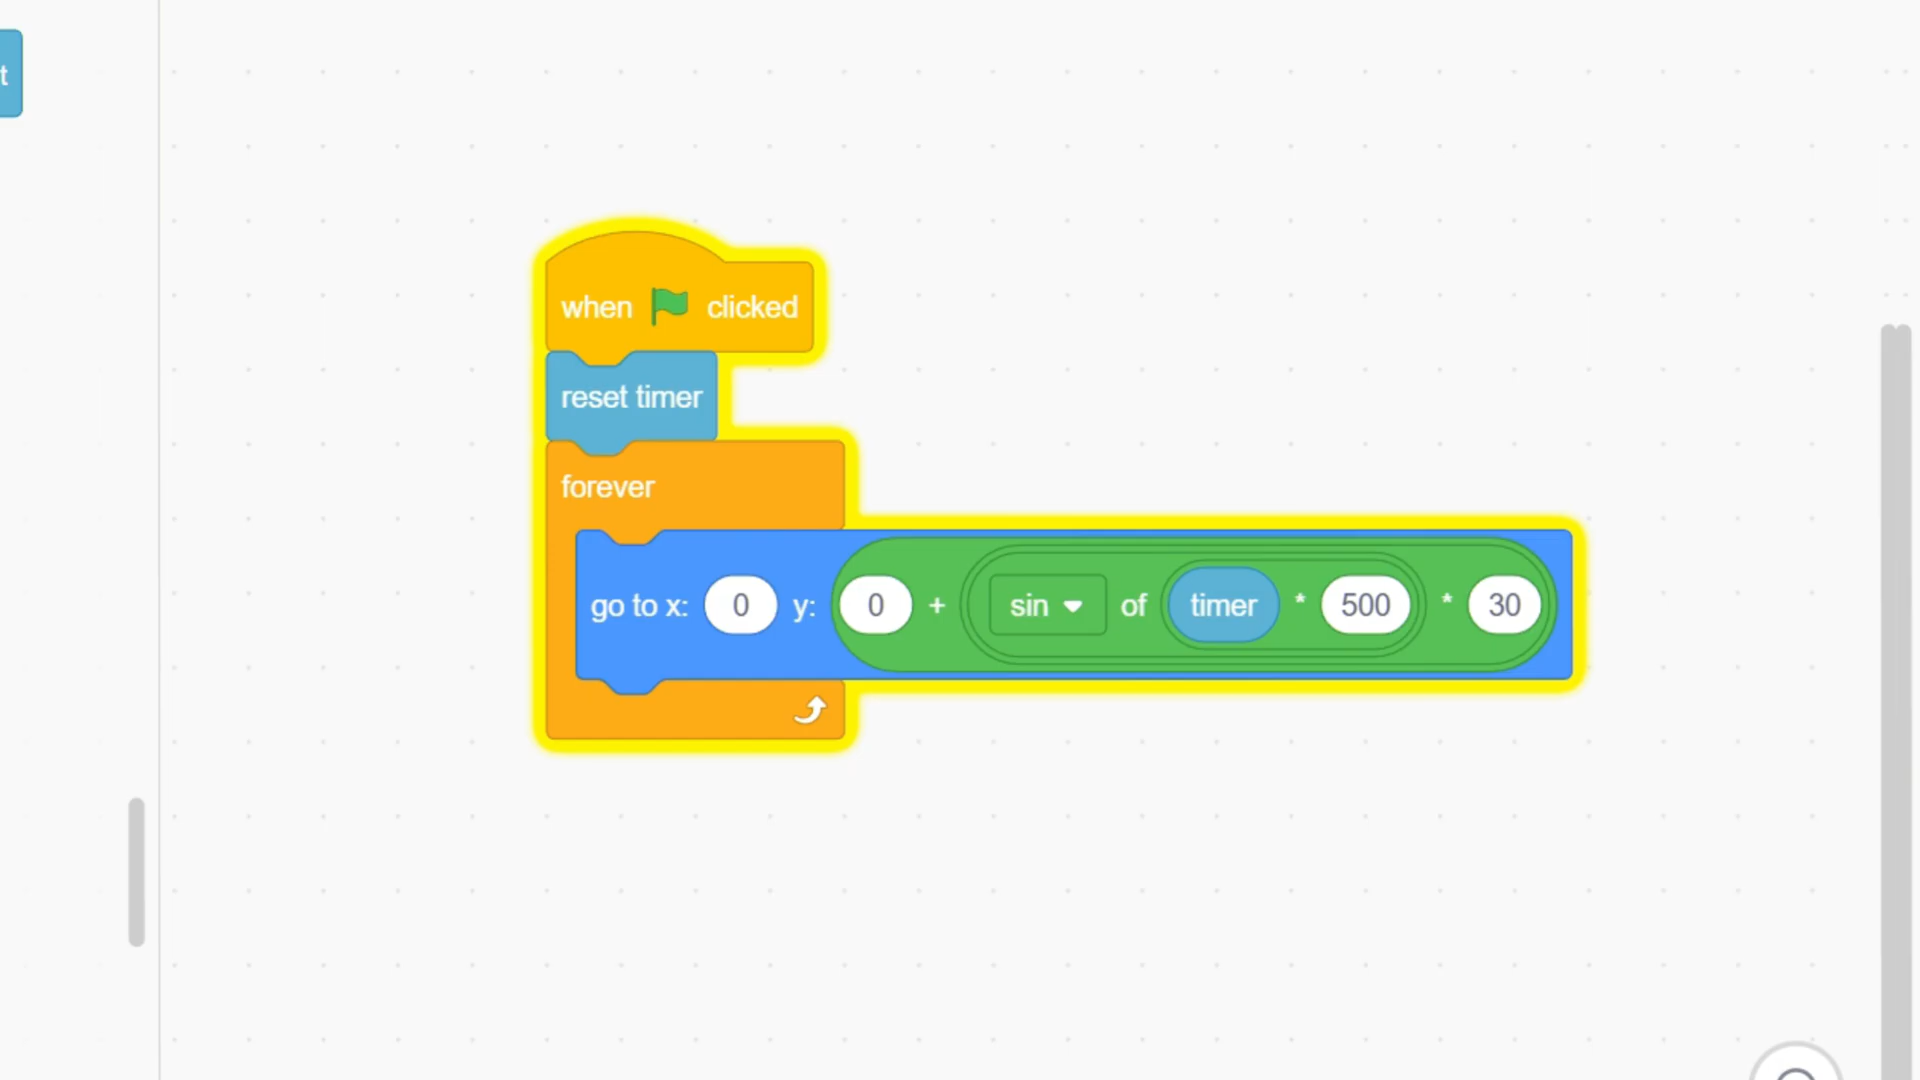 t
when clicked
reset timer
forever
go to x: 0 y: 0 + sin of timer * 500 * 30